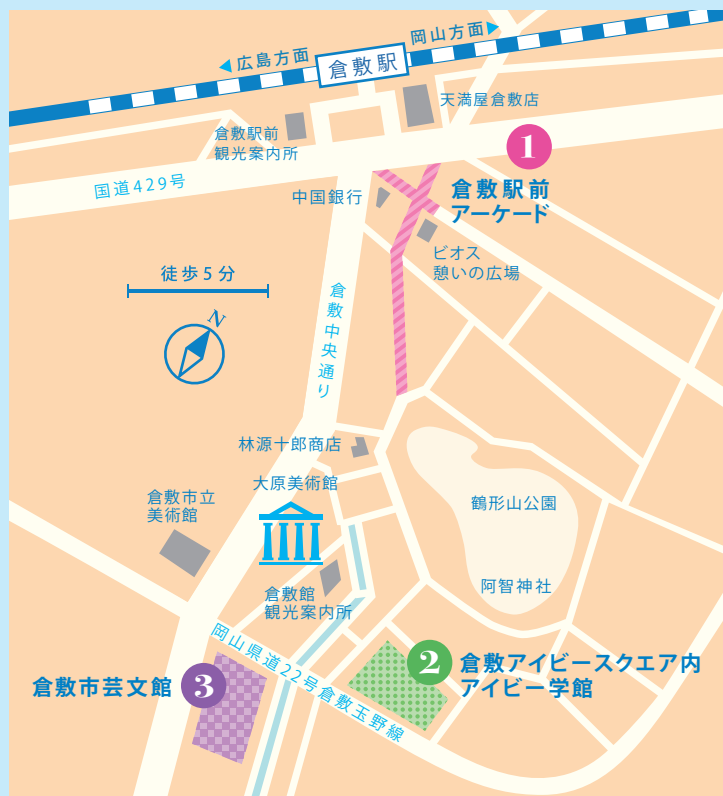 岡山方面
広島方面
倉敷駅
天満屋倉敷店
倉敷駅前
観光案内所
1
国道429号
中国銀行
倉敷駅前
アーケード
ビオス
憩いの広場
徒歩5分
N
倉敷中央通り
林源十郎商店
大原美術館
倉敷市立
美術館
鶴形山公園
阿智神社
倉敷館
観光案内所
岡山県道22号倉敷玉野線
2
倉敷アイビースクエア内
アイビー学館
倉敷市芸文館
3